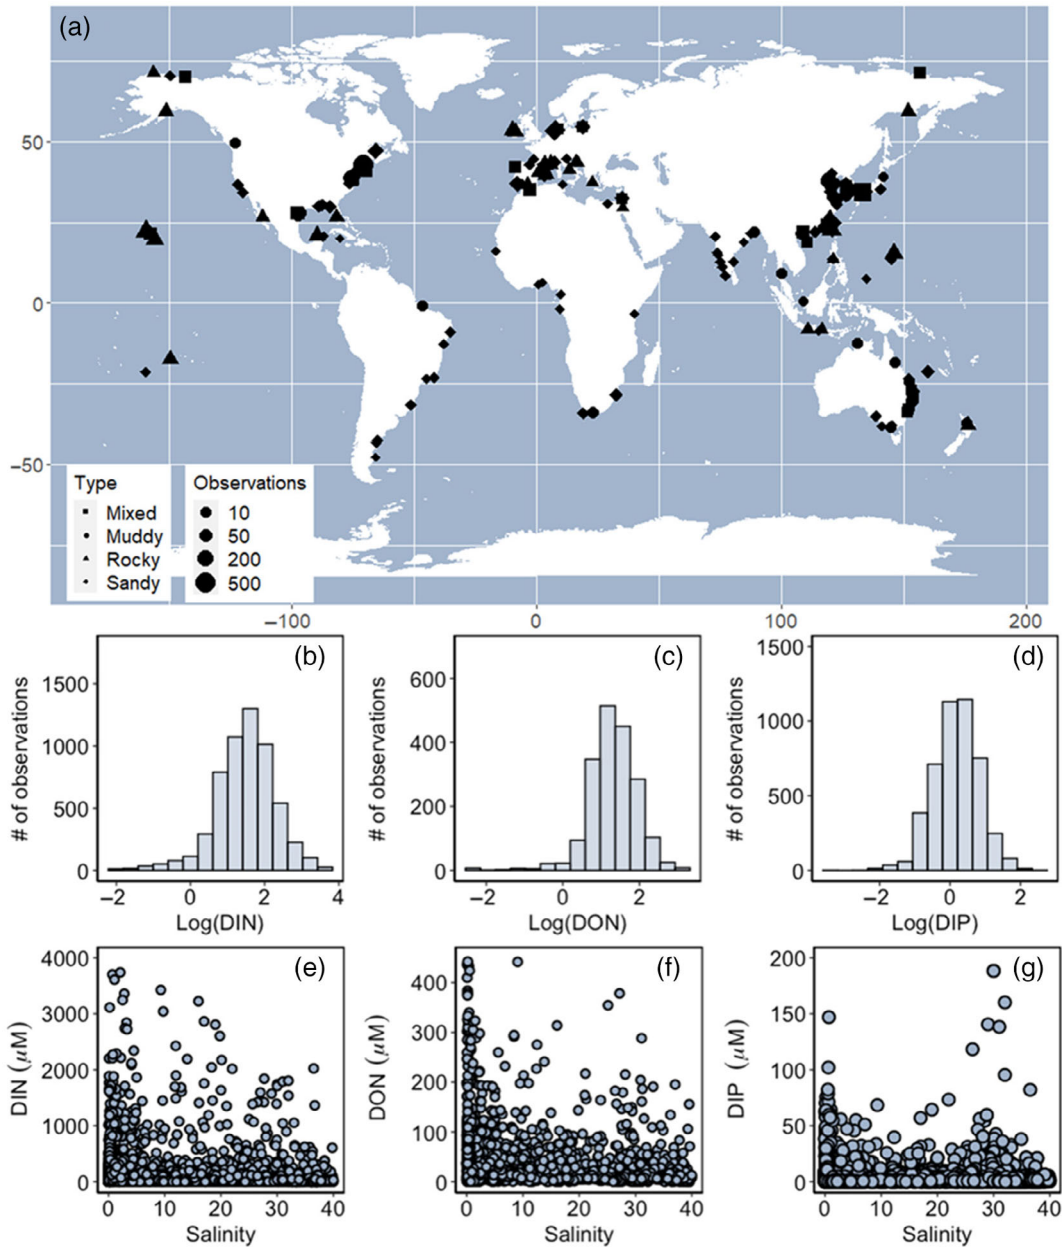 (a)
50
0
−50
Type
Mixed
Muddy
Rocky
Sandy
Observations
10
50
200
500
−100
0
100
200
(b)
# of observations
1500
1000
500
0
−2
0
2
4
Log(DIN)
(c)
# of observations
600
400
200
0
−2
0
2
Log(DON)
(d)
# of observations
1500
1000
500
0
−2
0
2
Log(DIP)
(e)
DIN (μM)
4000
3000
2000
1000
0
0
10
20
30
40
Salinity
(f)
DON (μM)
400
300
200
100
0
0
10
20
30
40
Salinity
(g)
DIP (μM)
200
150
100
50
0
0
10
20
30
40
Salinity